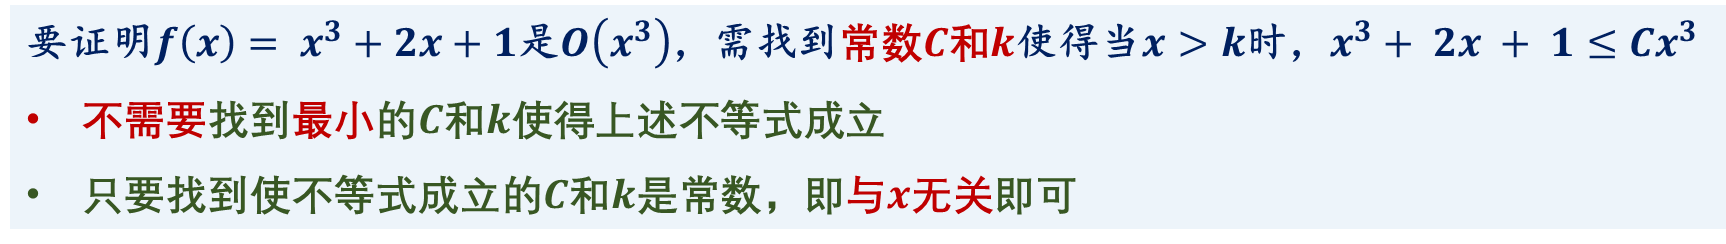 要证明f(x) = x³ + 2x + 1是O(x³)，需找到常数C和k使得当x > k时，x³ + 2x + 1 ≤ Cx³
• 不需要找到最小的C和k使得上述不等式成立
• 只要找到使不等式成立的C和k是常数，即与x无关即可